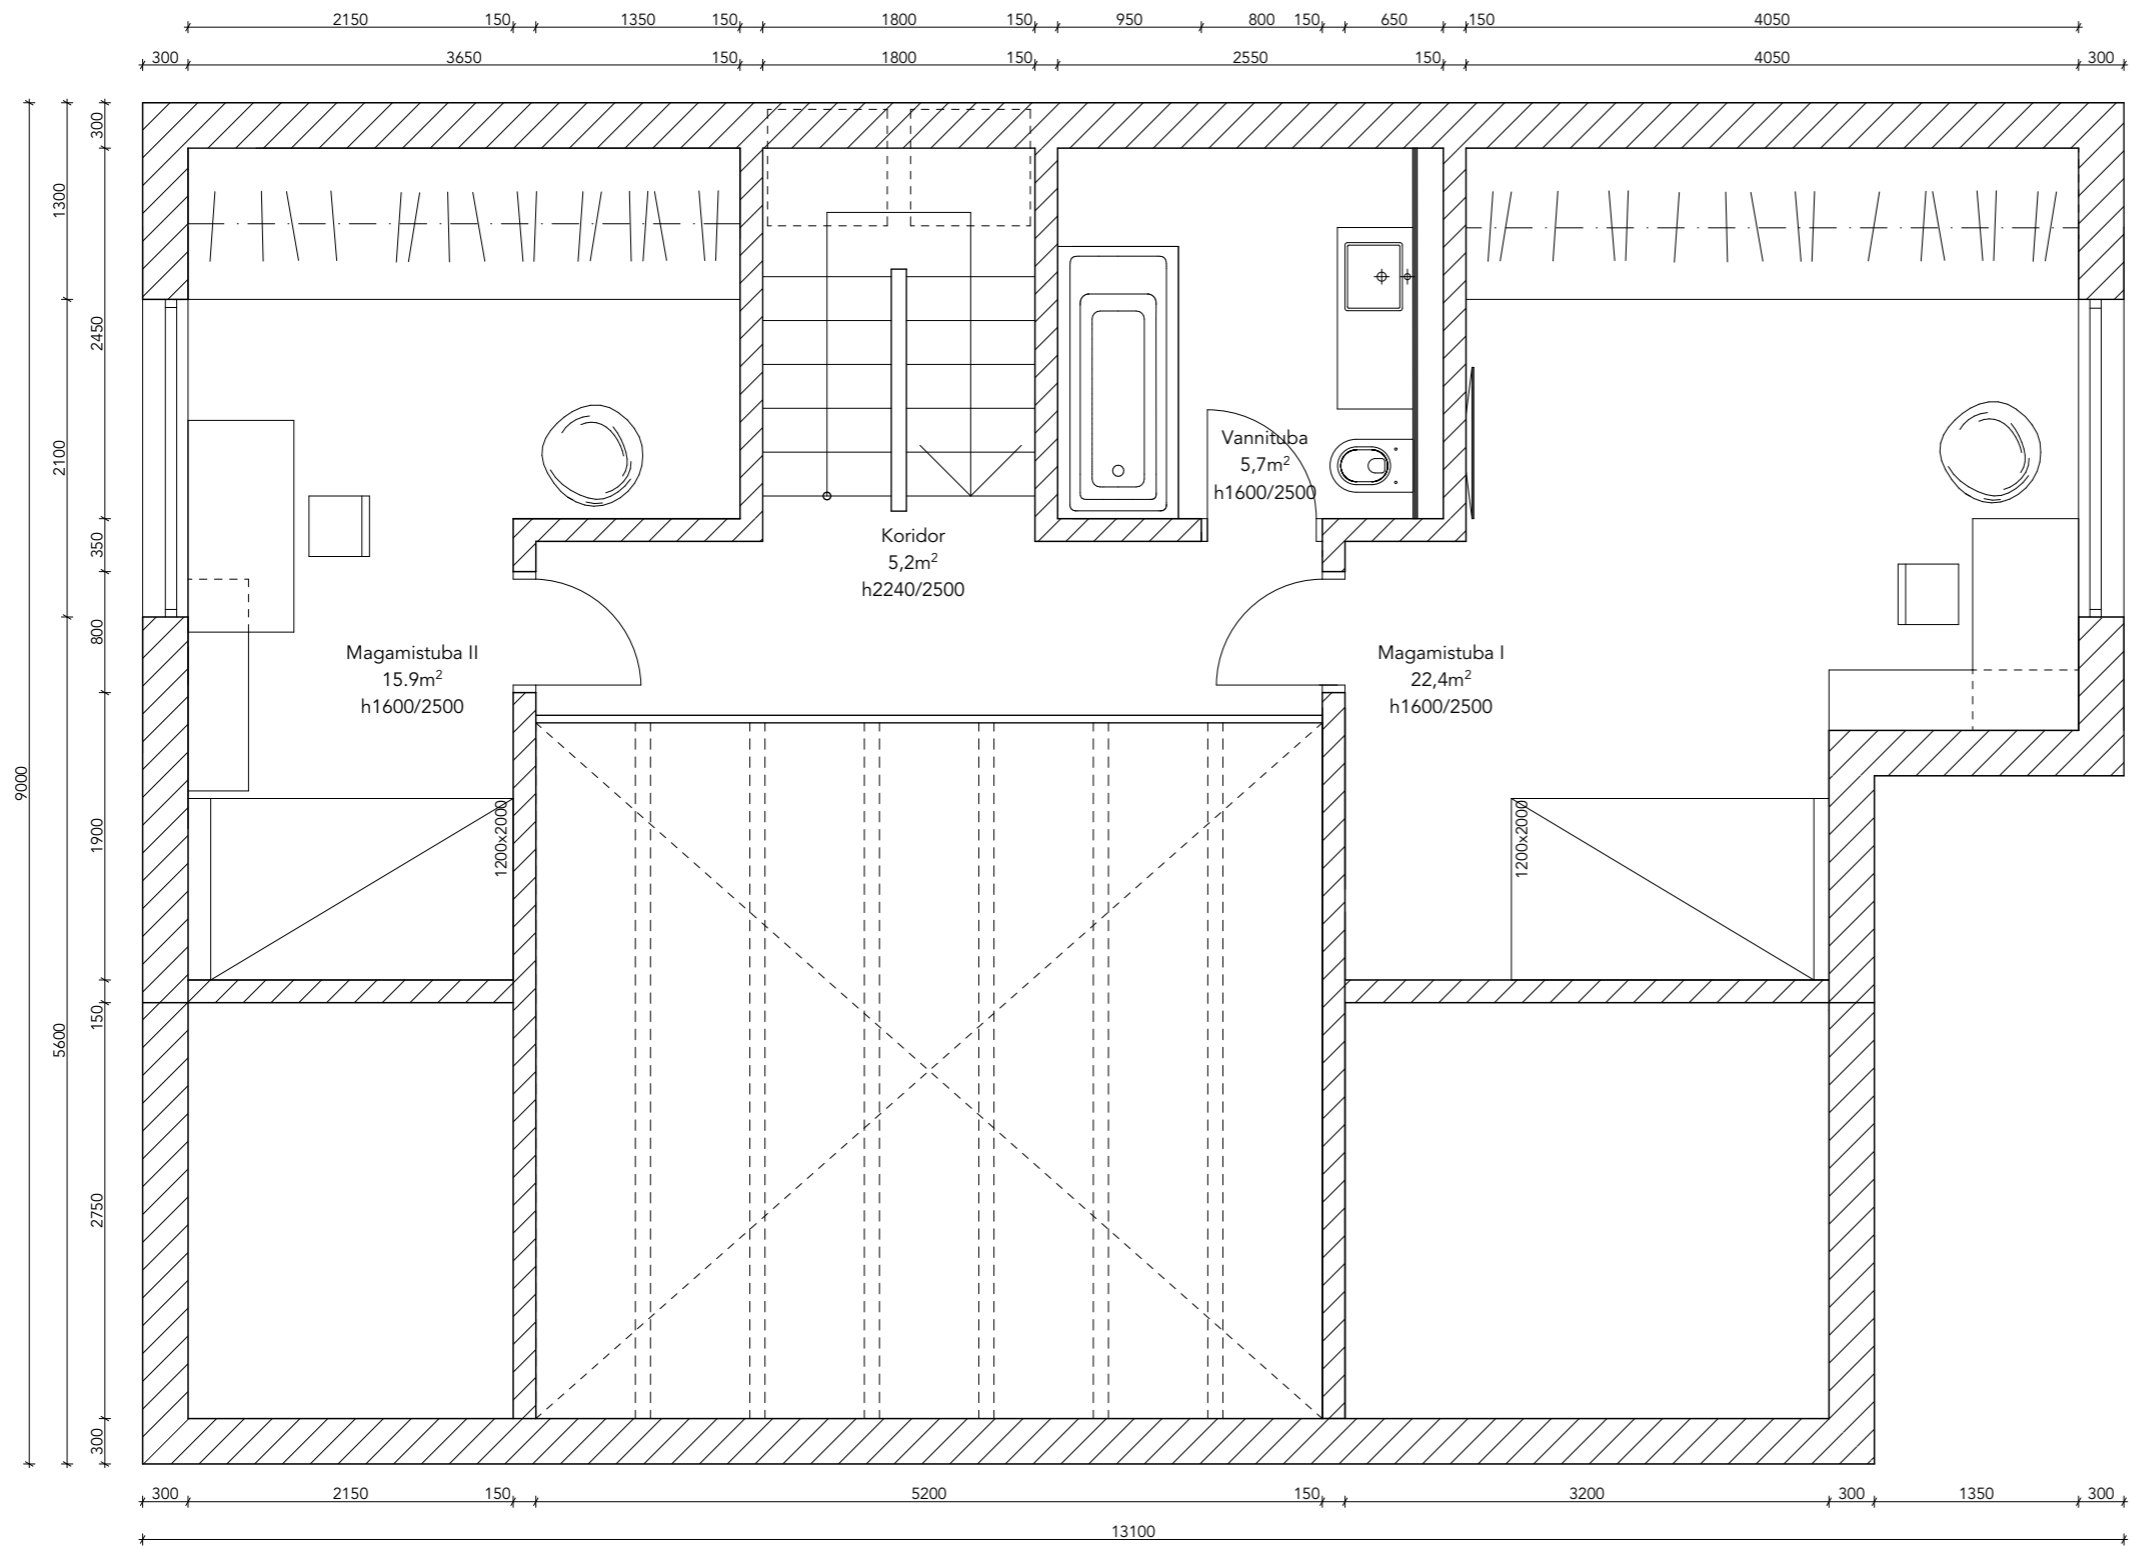 2150 150 1350 150 1800 150 950 800 150 650 150 4050
300 3650 150 1800 150 2550 150 4050 300
9000
1300
2100
5600
300
2450
350
800
1900
150
2750
300
Magamistuba II
15.9m²
h1600/2500
1200x2000
Koridor
5,2m²
h2240/2500
Vannituba
5,7m²
h1600/2500
Magamistuba I
22,4m²
h1600/2500
1200x2000
300 2150 150 5200 150 3200 300 1350 300
13100